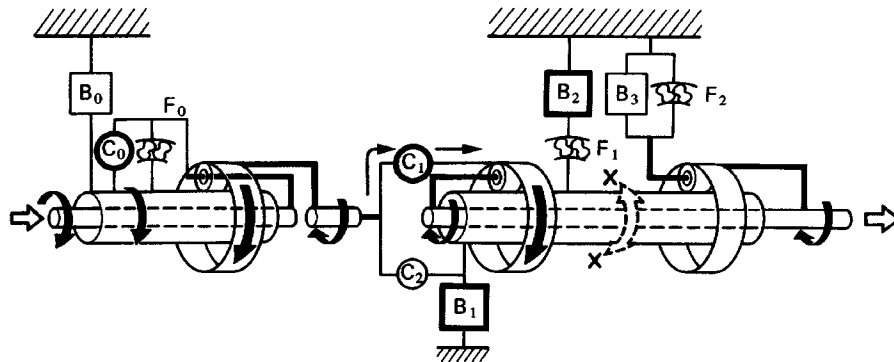 B₀
F₀
C₀
C₁
C₂
B₁
B₂
F₁
B₃
F₂
X
X